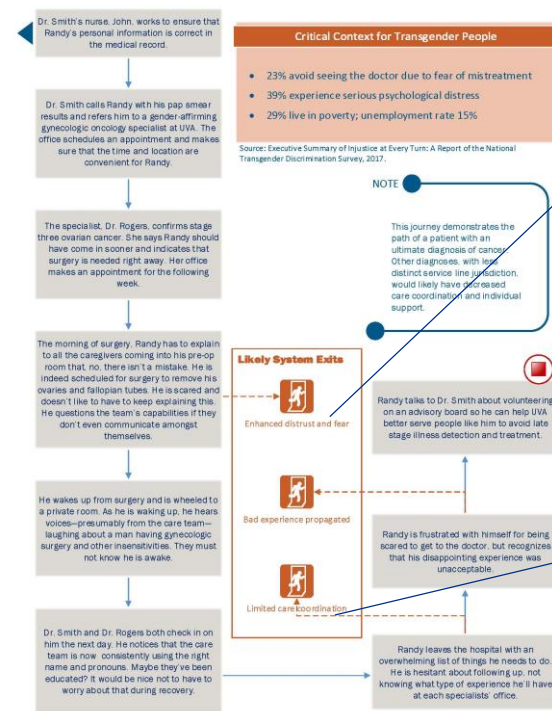 Dr. Smith's nurse, John, works to ensure that
Randy's personal information is correct in
the medical record.
Dr. Smith calls Randy with his pap smear
results and refers him to a gender-affirming
gynecologic oncology specialist at UVA. The
office schedules an appointment and makes
sure that the time and location are
convenient for Randy.
The specialist, Dr. Rogers, confirms stage
three ovarian cancer. She says Randy should
have come in sooner and indicates that
surgery is needed right away. Her office
makes an appointment for the following
week.
The morning of surgery, Randy has to explain
to all the caregivers coming into his pre-op
room that, no, there isn't a mistake. He is
indeed scheduled for surgery to remove his
ovaries and fallopian tubes. He is scared and
doesn't like to have to keep explaining this.
He questions the team's capabilities if they
don't even communicate amongst
themselves.
He wakes up from surgery and is wheeled to
a private room. As he is waking up, he hears
voices—presumably from the care team—
laughing about a man having gynecologic
surgery and other insensitivities. They must
not know he is awake.
Dr. Smith and Dr. Rogers both check in on
him the next day. He notices that the care
team is now consistently using the right
name and pronouns. Maybe they've been
educated? It would be nice not to have to
worry about that during recovery.
Critical Context for Transgender People
• 23% avoid seeing the doctor due to fear of mistreatment
• 39% experience serious psychological distress
• 29% live in poverty; unemployment rate 15%
Source: Executive Summary of Injustice at Every Turn: A Report of the National
Transgender Discrimination Survey, 2017.
NOTE
This journey demonstrates the
path of a patient with an
ultimate diagnosis of cancer.
Other diagnoses, with less
distinct service line jurisdiction,
would likely have decreased
care coordination and individual
support.
Likely System Exits
Enhanced distrust and fear
Bad experience propagated
Limited care coordination
Randy talks to Dr. Smith about volunteering
on an advisory board so he can help UVA
better serve people like him to avoid late
stage illness detection and treatment.
Randy is frustrated with himself for being
scared to get to the doctor, but recognizes
that his disappointing experience was
unacceptable.
Randy leaves the hospital with an
overwhelming list of things he needs to do.
He is hesitant about following up, not
knowing what type of experience he'll have
at each specialists' office.